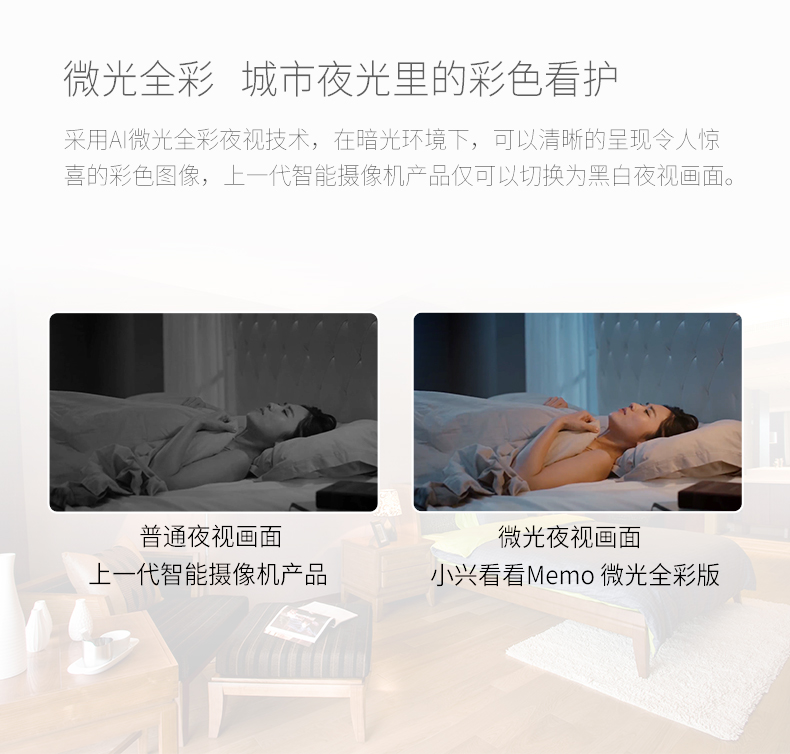 微光全彩 城市夜光里的彩色看护
采用AI微光全彩夜视技术，在暗光环境下，可以清晰的呈现令人惊
喜的彩色图像，上一代智能摄像机产品仅可以切换为黑白夜视画面。
普通夜视画面
上一代智能摄像机产品
微光夜视画面
小兴看看Memo 微光全彩版